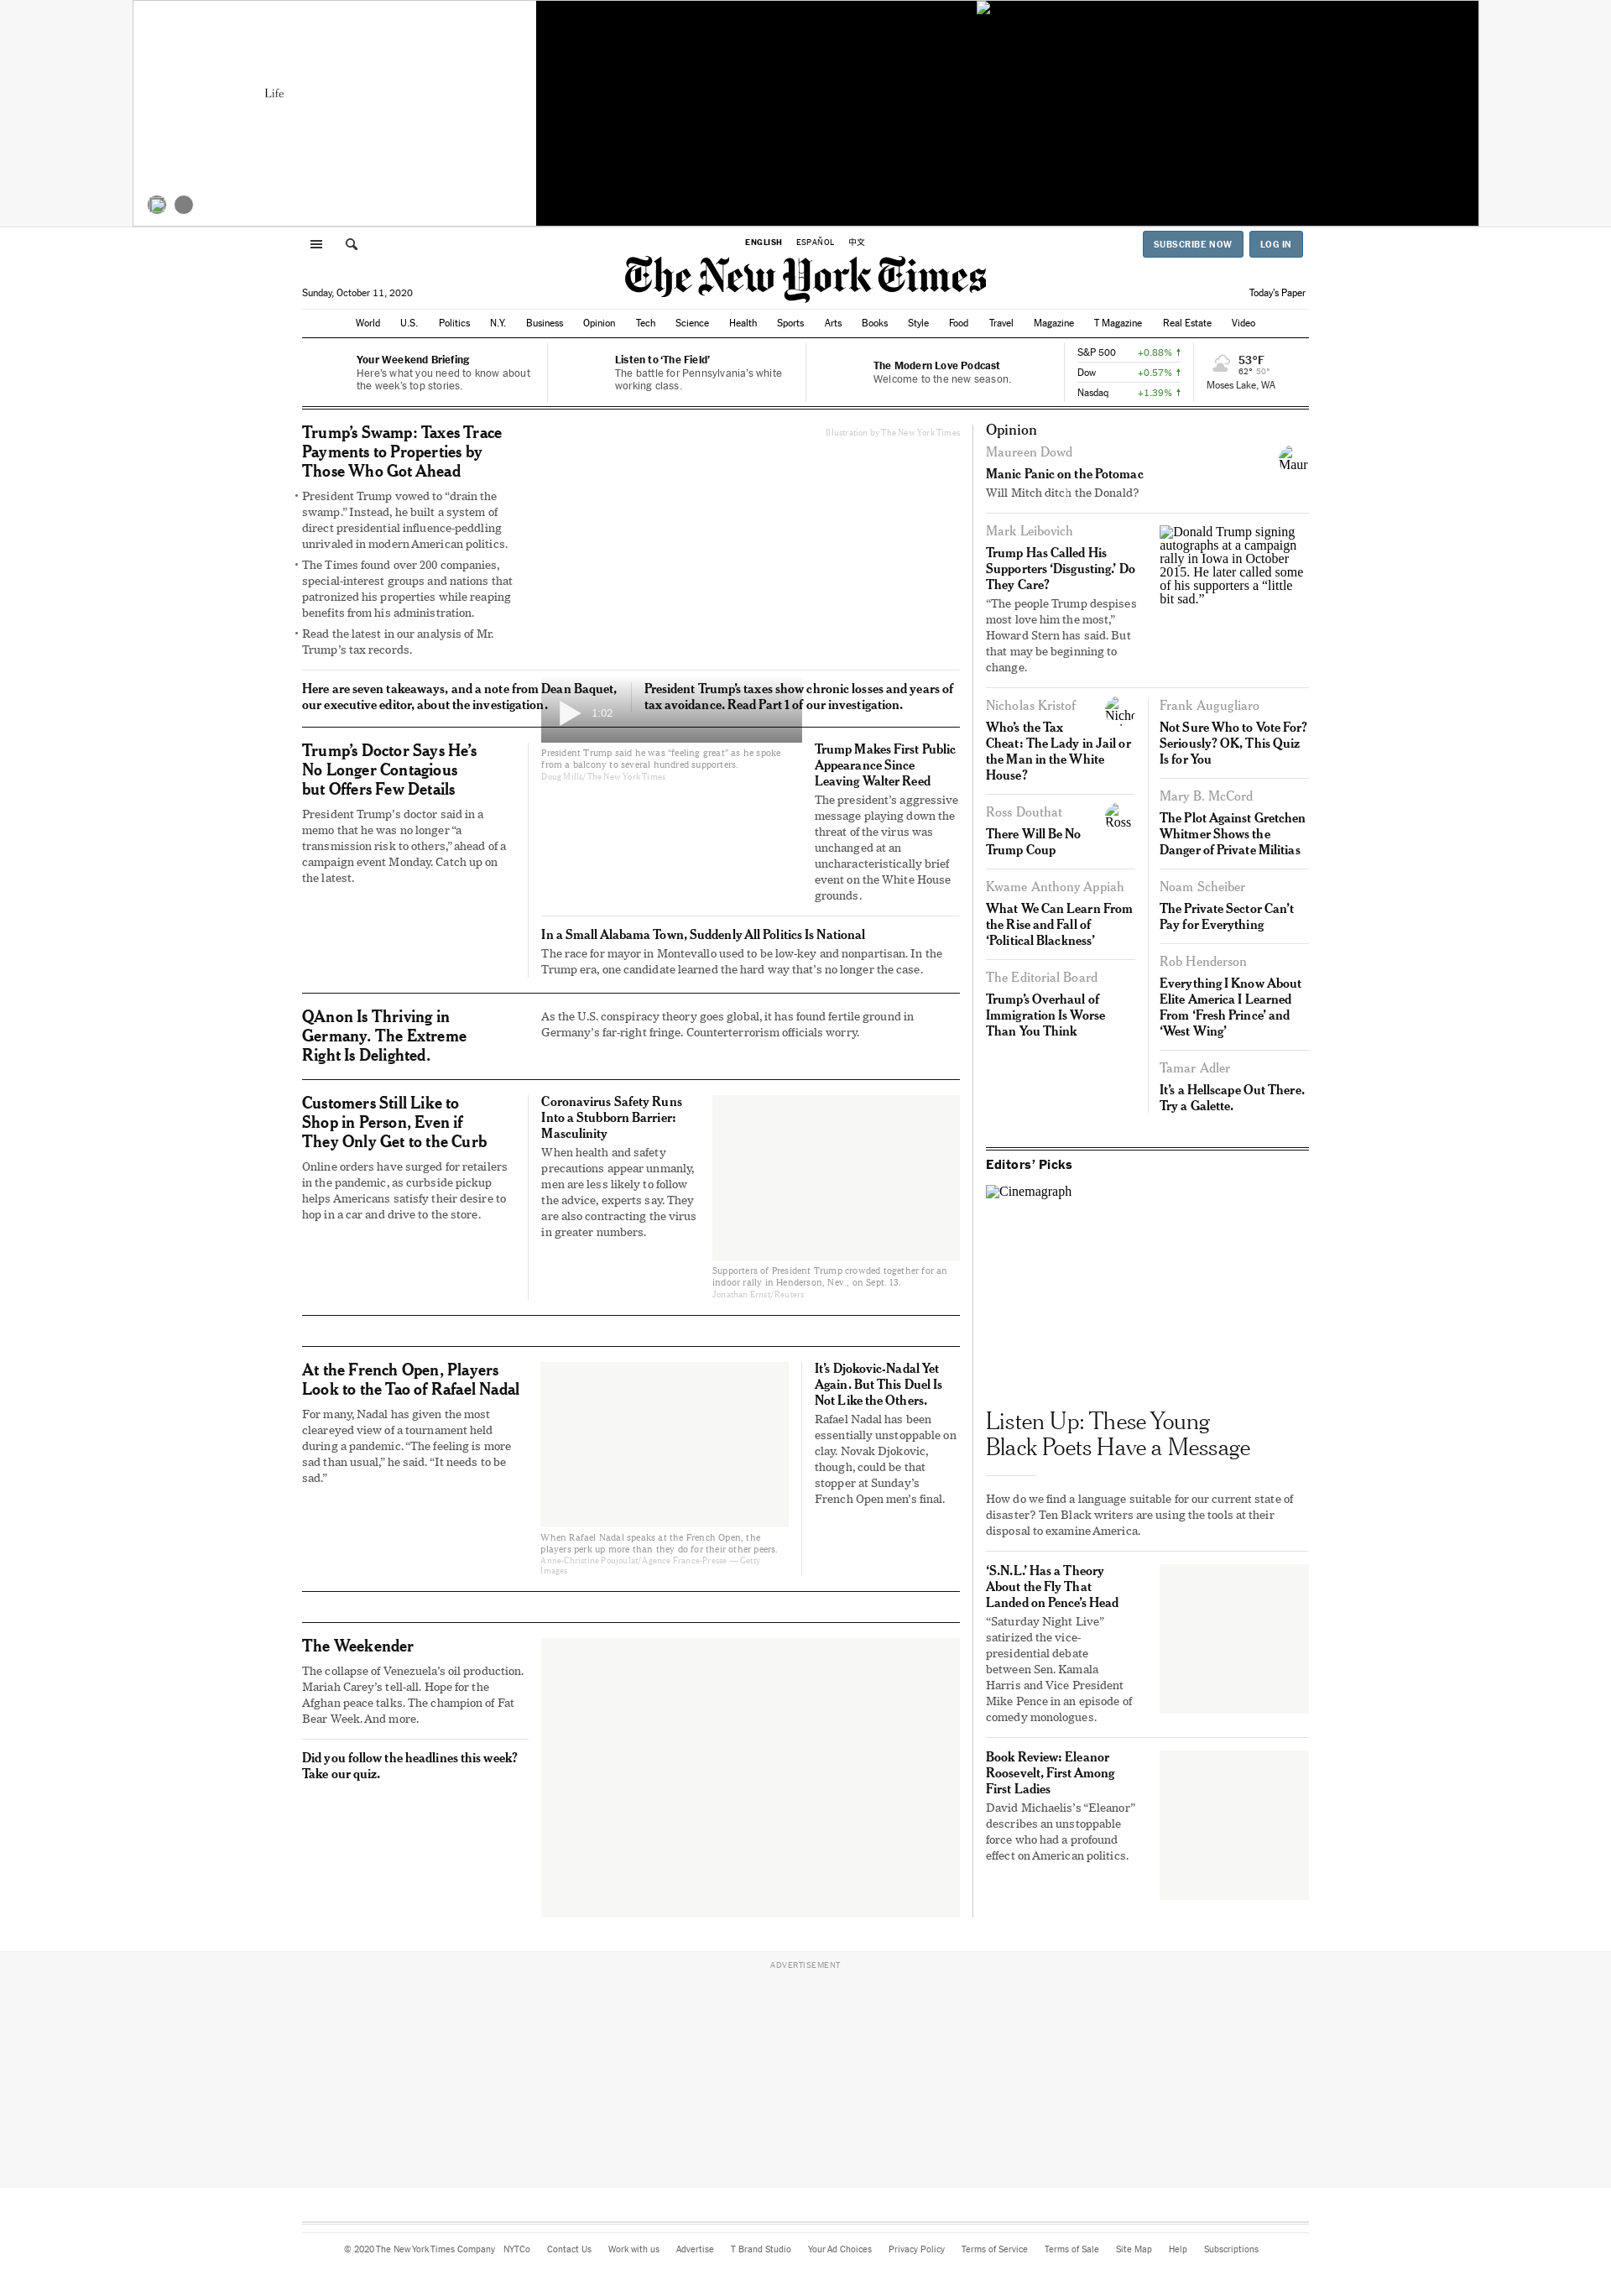 Life
ENGLISH ESPAÑOL 中文
SUBSCRIBE NOW LOG IN
The New York Times
Sunday, October 11, 2020
Today's Paper
World U.S. Politics N.Y. Business Opinion Tech Science Health Sports Arts Books Style Food Travel Magazine T Magazine Real Estate Video
Your Weekend Briefing
Here's what you need to know about
the week's top stories.
Listen to ‘The Field’
The battle for Pennsylvania's white
working class.
The Modern Love Podcast
Welcome to the new season.
S&P 500 +0.88% ↑
Dow +0.57% ↑
Nasdaq +1.39% ↑
53°F
62° 50°
Moses Lake, WA
Trump’s Swamp: Taxes Trace
Payments to Properties by
Those Who Got Ahead
• President Trump vowed to “drain the
swamp.” Instead, he built a system of
direct presidential influence-peddling
unrivaled in modern American politics.
• The Times found over 200 companies,
special-interest groups and nations that
patronized his properties while reaping
benefits from his administration.
• Read the latest in our analysis of Mr.
Trump’s tax records.
Illustration by The New York Times
Here are seven takeaways, and a note from Dean Baquet,
our executive editor, about the investigation.
President Trump’s taxes show chronic losses and years of
tax avoidance. Read Part 1 of our investigation.
1:02
Trump’s Doctor Says He’s
No Longer Contagious
but Offers Few Details
President Trump’s doctor said in a
memo that he was no longer “a
transmission risk to others,” ahead of a
campaign event Monday. Catch up on
the latest.
President Trump said he was “feeling great” as he spoke
from a balcony to several hundred supporters.
Doug Mills/The New York Times
Trump Makes First Public
Appearance Since
Leaving Walter Reed
The president’s aggressive
message playing down the
threat of the virus was
unchanged at an
uncharacteristically brief
event on the White House
grounds.
In a Small Alabama Town, Suddenly All Politics Is National
The race for mayor in Montevallo used to be low-key and nonpartisan. In the
Trump era, one candidate learned the hard way that’s no longer the case.
QAnon Is Thriving in
Germany. The Extreme
Right Is Delighted.
As the U.S. conspiracy theory goes global, it has found fertile ground in
Germany’s far-right fringe. Counterterrorism officials worry.
Customers Still Like to
Shop in Person, Even if
They Only Get to the Curb
Online orders have surged for retailers
in the pandemic, as curbside pickup
helps Americans satisfy their desire to
hop in a car and drive to the store.
Coronavirus Safety Runs
Into a Stubborn Barrier:
Masculinity
When health and safety
precautions appear unmanly,
men are less likely to follow
the advice, experts say. They
are also contracting the virus
in greater numbers.
Supporters of President Trump crowded together for an
indoor rally in Henderson, Nev., on Sept. 13.
Jonathan Ernst/Reuters
At the French Open, Players
Look to the Tao of Rafael Nadal
For many, Nadal has given the most
cleareyed view of a tournament held
during a pandemic. “The feeling is more
sad than usual,” he said. “It needs to be
sad.”
When Rafael Nadal speaks at the French Open, the
players perk up more than they do for their other peers.
Anne-Christine Poujoulat/Agence France-Presse — Getty
Images
It’s Djokovic-Nadal Yet
Again. But This Duel Is
Not Like the Others.
Rafael Nadal has been
essentially unstoppable on
clay. Novak Djokovic,
though, could be that
stopper at Sunday’s
French Open men’s final.
The Weekender
The collapse of Venezuela’s oil production.
Mariah Carey’s tell-all. Hope for the
Afghan peace talks. The champion of Fat
Bear Week. And more.
Did you follow the headlines this week?
Take our quiz.
Opinion
Maureen Dowd
Manic Panic on the Potomac
Will Mitch ditch the Donald?
Maur
Mark Leibovich
Trump Has Called His
Supporters ‘Disgusting.’ Do
They Care?
“The people Trump despises
most love him the most,”
Howard Stern has said. But
that may be beginning to
change.
Donald Trump signing
autographs at a campaign
rally in Iowa in October
2015. He later called some
of his supporters a “little
bit sad.”
Nicholas Kristof
Who’s the Tax
Cheat: The Lady in Jail or
the Man in the White
House?
Nicho
Ross Douthat
There Will Be No
Trump Coup
Ross
Kwame Anthony Appiah
What We Can Learn From
the Rise and Fall of
‘Political Blackness’
The Editorial Board
Trump’s Overhaul of
Immigration Is Worse
Than You Think
Frank Augugliaro
Not Sure Who to Vote For?
Seriously? OK, This Quiz
Is for You
Mary B. McCord
The Plot Against Gretchen
Whitmer Shows the
Danger of Private Militias
Noam Scheiber
The Private Sector Can’t
Pay for Everything
Rob Henderson
Everything I Know About
Elite America I Learned
From ‘Fresh Prince’ and
‘West Wing’
Tamar Adler
It’s a Hellscape Out There.
Try a Galette.
Editors’ Picks
Cinemagraph
Listen Up: These Young
Black Poets Have a Message
How do we find a language suitable for our current state of
disaster? Ten Black writers are using the tools at their
disposal to examine America.
‘S.N.L.’ Has a Theory
About the Fly That
Landed on Pence’s Head
“Saturday Night Live”
satirized the vice-
presidential debate
between Sen. Kamala
Harris and Vice President
Mike Pence in an episode of
comedy monologues.
Book Review: Eleanor
Roosevelt, First Among
First Ladies
David Michaelis’s “Eleanor”
describes an unstoppable
force who had a profound
effect on American politics.
ADVERTISEMENT
© 2020 The New York Times Company NYTCo Contact Us Work with us Advertise T Brand Studio Your Ad Choices Privacy Policy Terms of Service Terms of Sale Site Map Help Subscriptions